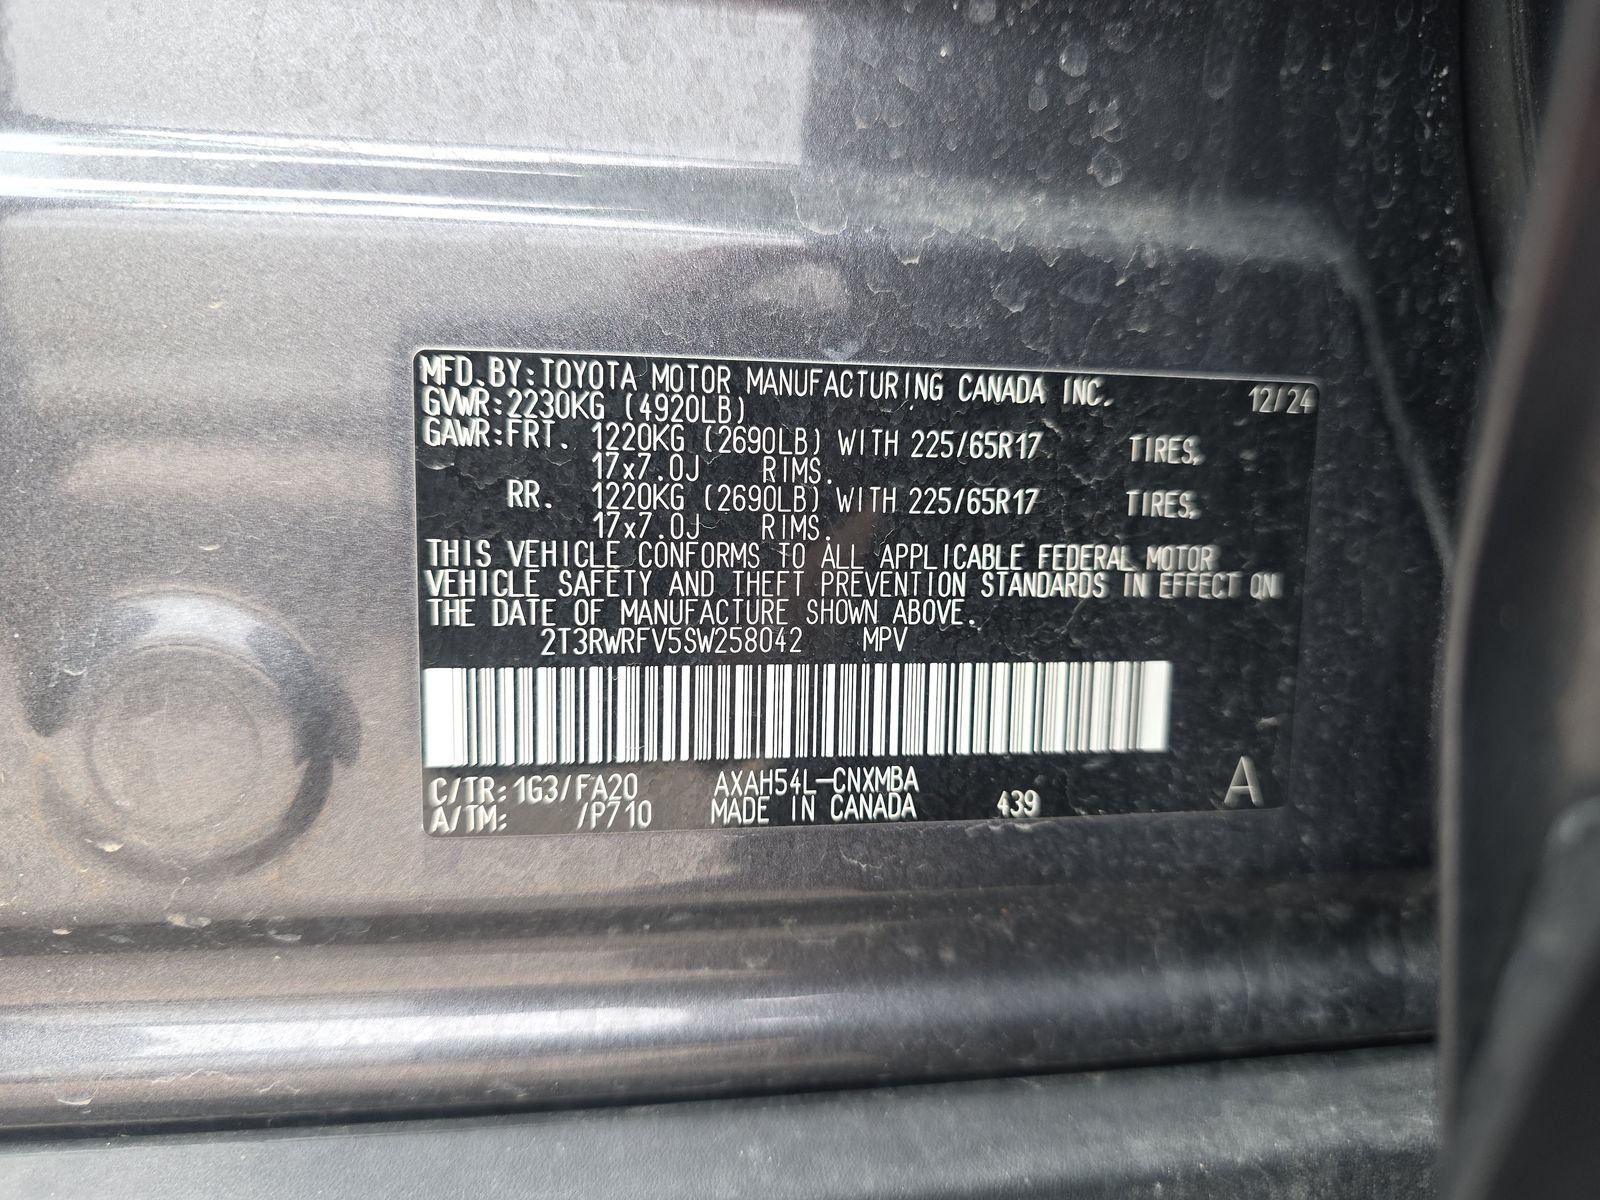 MFD.BY:TOYOTA MOTOR MANUFACTURING CANADA INC. 12/24
GVWR:2230KG (4920LB)
GAWR:FRT. 1220KG (2690LB) WITH 225/65R17 TIRES,
17x7.0J RIMS.
RR. 1220KG (2690LB) WITH 225/65R17 TIRES,
17x7.0J RIMS.
THIS VEHICLE CONFORMS TO ALL APPLICABLE FEDERAL MOTOR
VEHICLE SAFETY AND THEFT PREVENTION STANDARDS IN EFFECT ON
THE DATE OF MANUFACTURE SHOWN ABOVE.
2T3RWRFV5SW258042 MPV
C/TR:1G3/FA20 AXAH54L-CNXMBA A
A/TM: /P710 MADE IN CANADA 439